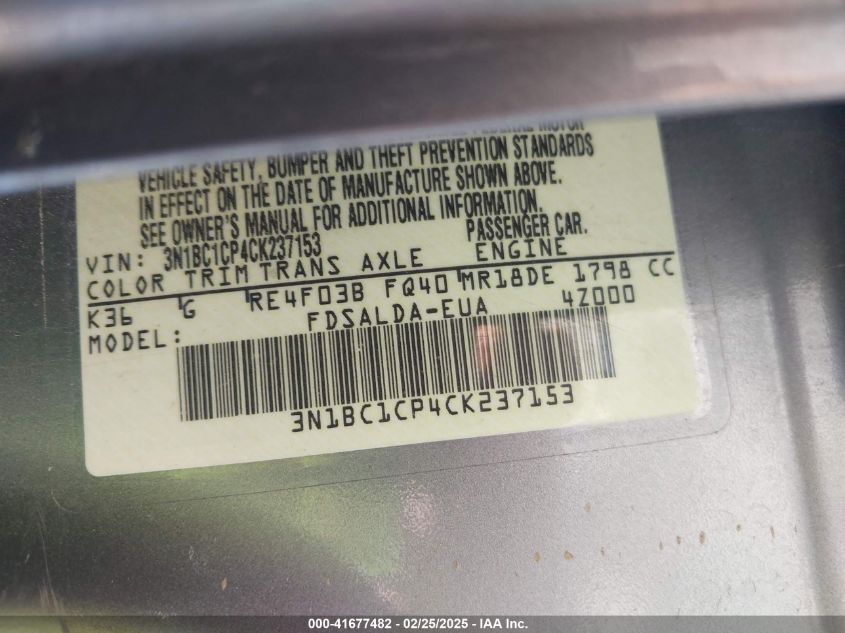 VEHICLE SAFETY, BUMPER AND THEFT PREVENTION STANDARDS
IN EFFECT ON THE DATE OF MANUFACTURE SHOWN ABOVE.
SEE OWNER'S MANUAL FOR ADDITIONAL INFORMATION.
VIN: 3N1BC1CP4CK237153 PASSENGER CAR.
COLOR TRIM TRANS AXLE ENGINE
K36 G RE4F03B FQ40 MR18DE 1798 CC
MODEL: FDSALDA-EUA 4Z000
3N1BC1CP4CK237153
000-41677482 - 02/25/2025 - IAA Inc.